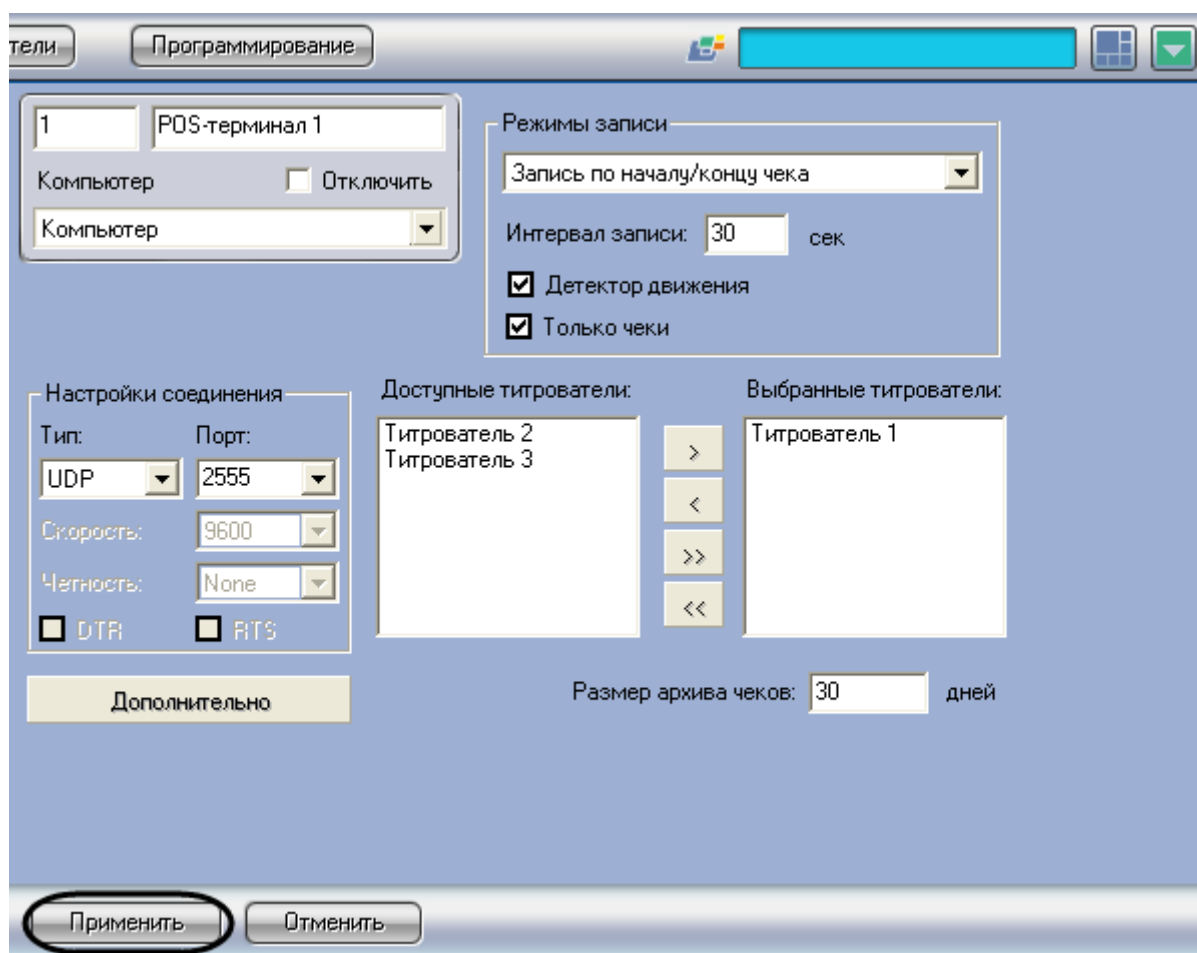 тели Программирование
1 POS-терминал 1
Компьютер Отключить
Компьютер
Режимы записи
Запись по началу/концу чека
Интервал записи: 30 сек
Детектор движения
Только чеки
Настройки соединения
Тип: Порт:
UDP 2555
Скорость: 9600
Четность: None
DTR RTS
Дополнительно
Доступные титрователи:
Титрователь 2
Титрователь 3
>
<
>>
<<
Выбранные титрователи:
Титрователь 1
Размер архива чеков: 30 дней
Применить Отменить